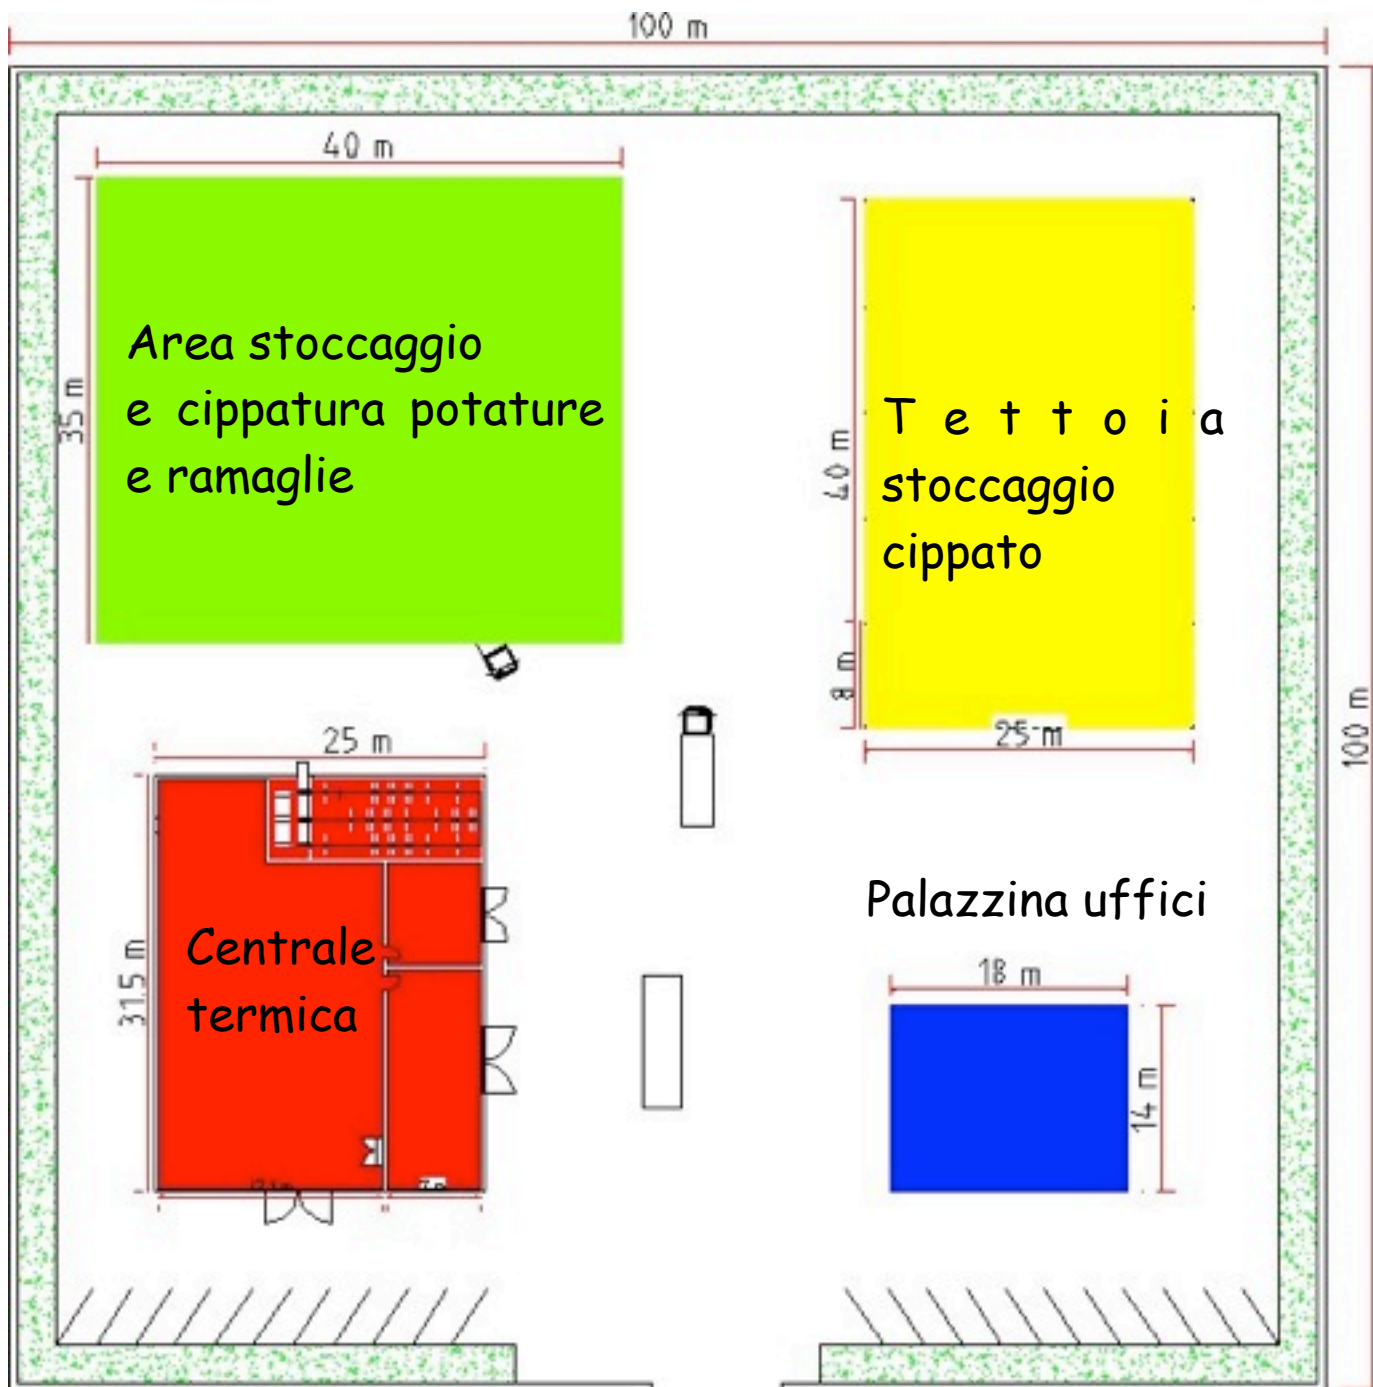 100 m
40 m
35 m
Area stoccaggio
e cippatura potature
e ramaglie
40 m
Tettoia
stoccaggio
cippato
8 m
25 m
100 m
25 m
31.5 m
Centrale
termica
Palazzina uffici
18 m
14 m